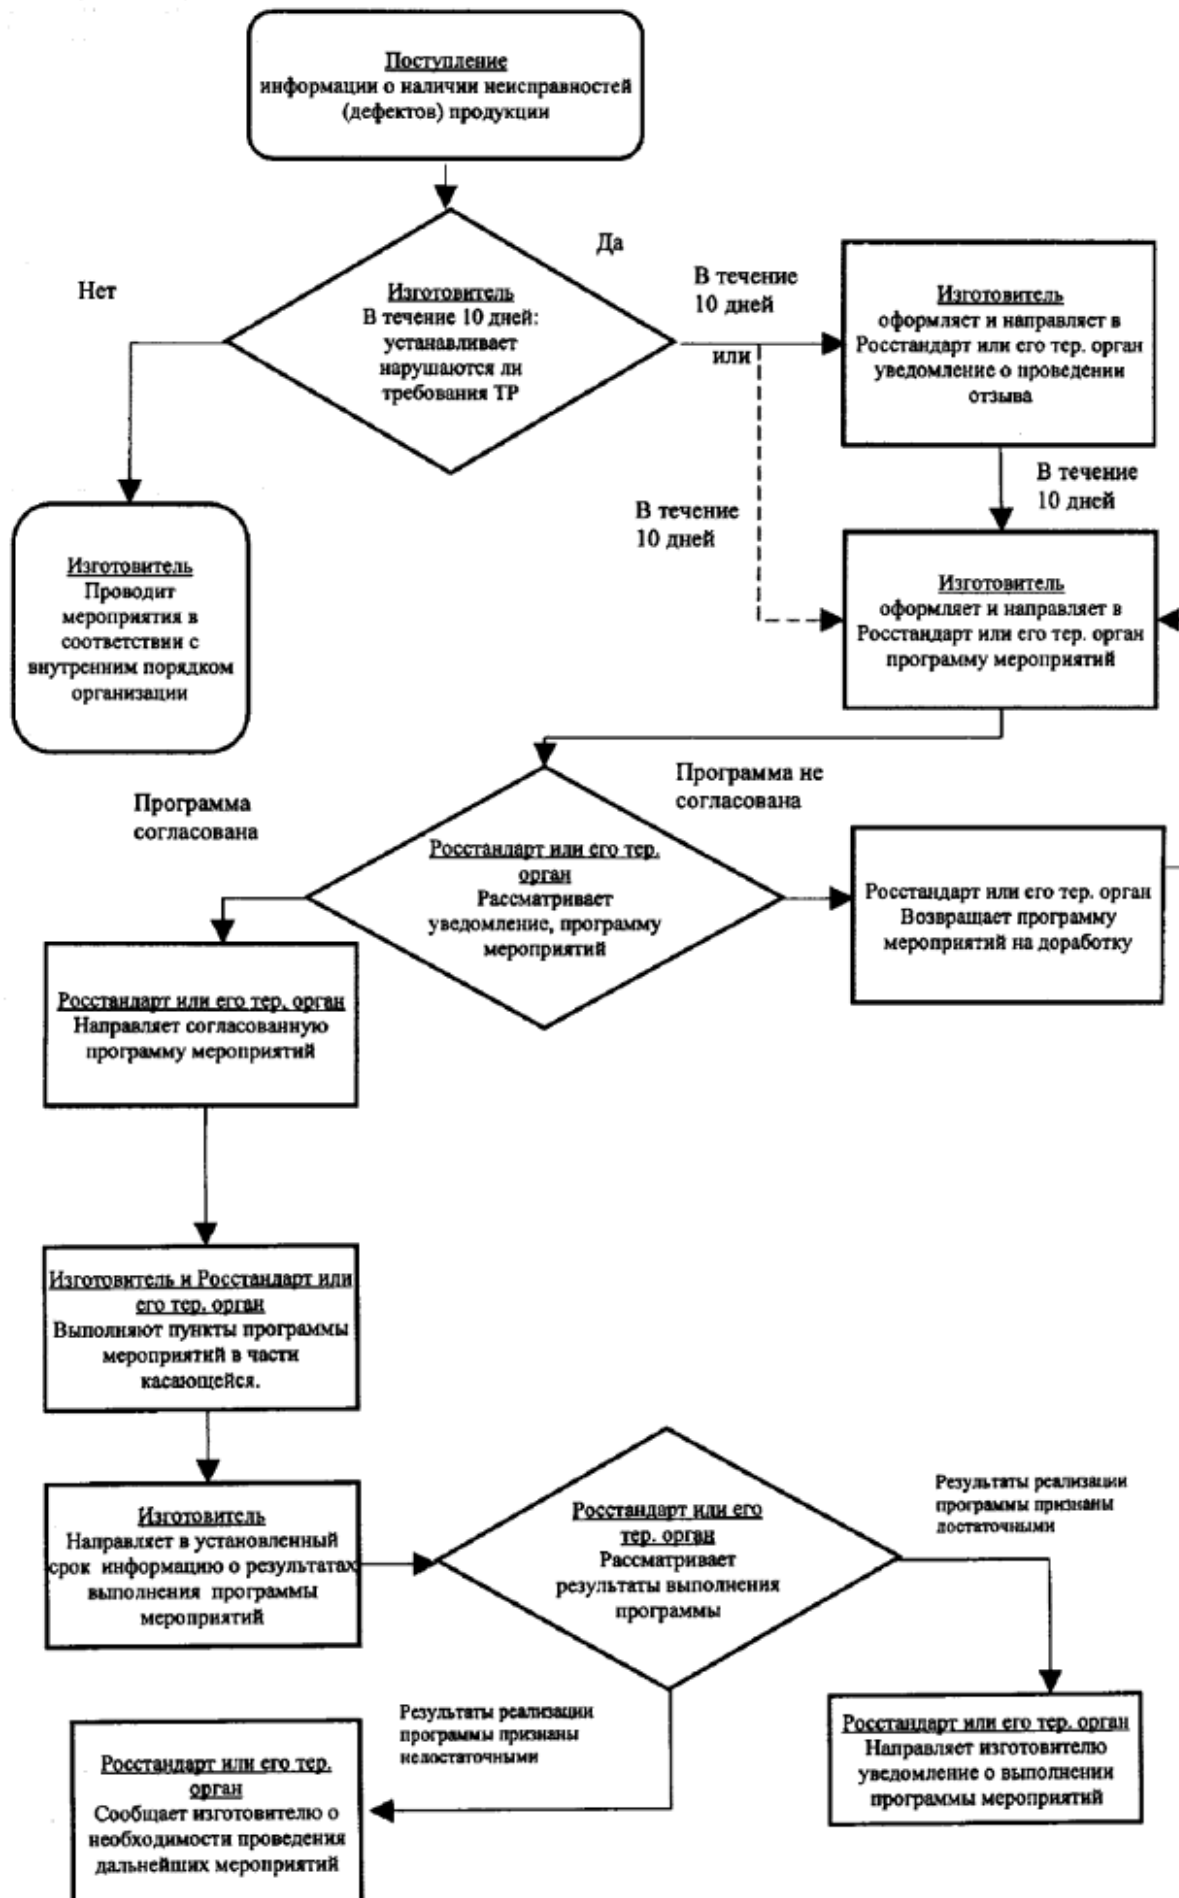 Поступление
информации о наличии неисправностей
(дефектов) продукции
Да
Нет
Изготовитель
В течение 10 дней:
устанавливает
нарушаются ли
требования ТР
В течение
10 дней
или
Изготовитель
оформляет и направляет в
Росстандарт или его тер. орган
уведомление о проведении
отзыва
В течение
10 дней
В течение
10 дней
Изготовитель
Проводит
мероприятия в
соответствии с
внутренним порядком
организации
Изготовитель
оформляет и направляет в
Росстандарт или его тер. орган
программу мероприятий
Программа не
согласована
Программа
согласована
Росстандарт или его тер.
орган
Рассматривает
уведомление, программу
мероприятий
Росстандарт или его тер. орган
Возвращает программу
мероприятий на доработку
Росстандарт или его тер. орган
Направляет согласованную
программу мероприятий
Изготовитель и Росстандарт или
его тер. орган
Выполняют пункты программы
мероприятий в части
касающейся.
Изготовитель
Направляет в установленный
срок информацию о результатах
выполнения программы
мероприятий
Росстандарт или его
тер. орган
Рассматривает
результаты выполнения
программы
Результаты реализации
программы признаны
достаточными
Результаты реализации
программы признаны
недостаточными
Росстандарт или его тер. орган
Направляет изготовителю
уведомление о выполнении
программы мероприятий
Росстандарт или его тер.
орган
Сообщает изготовителю о
необходимости проведения
дальнейших мероприятий